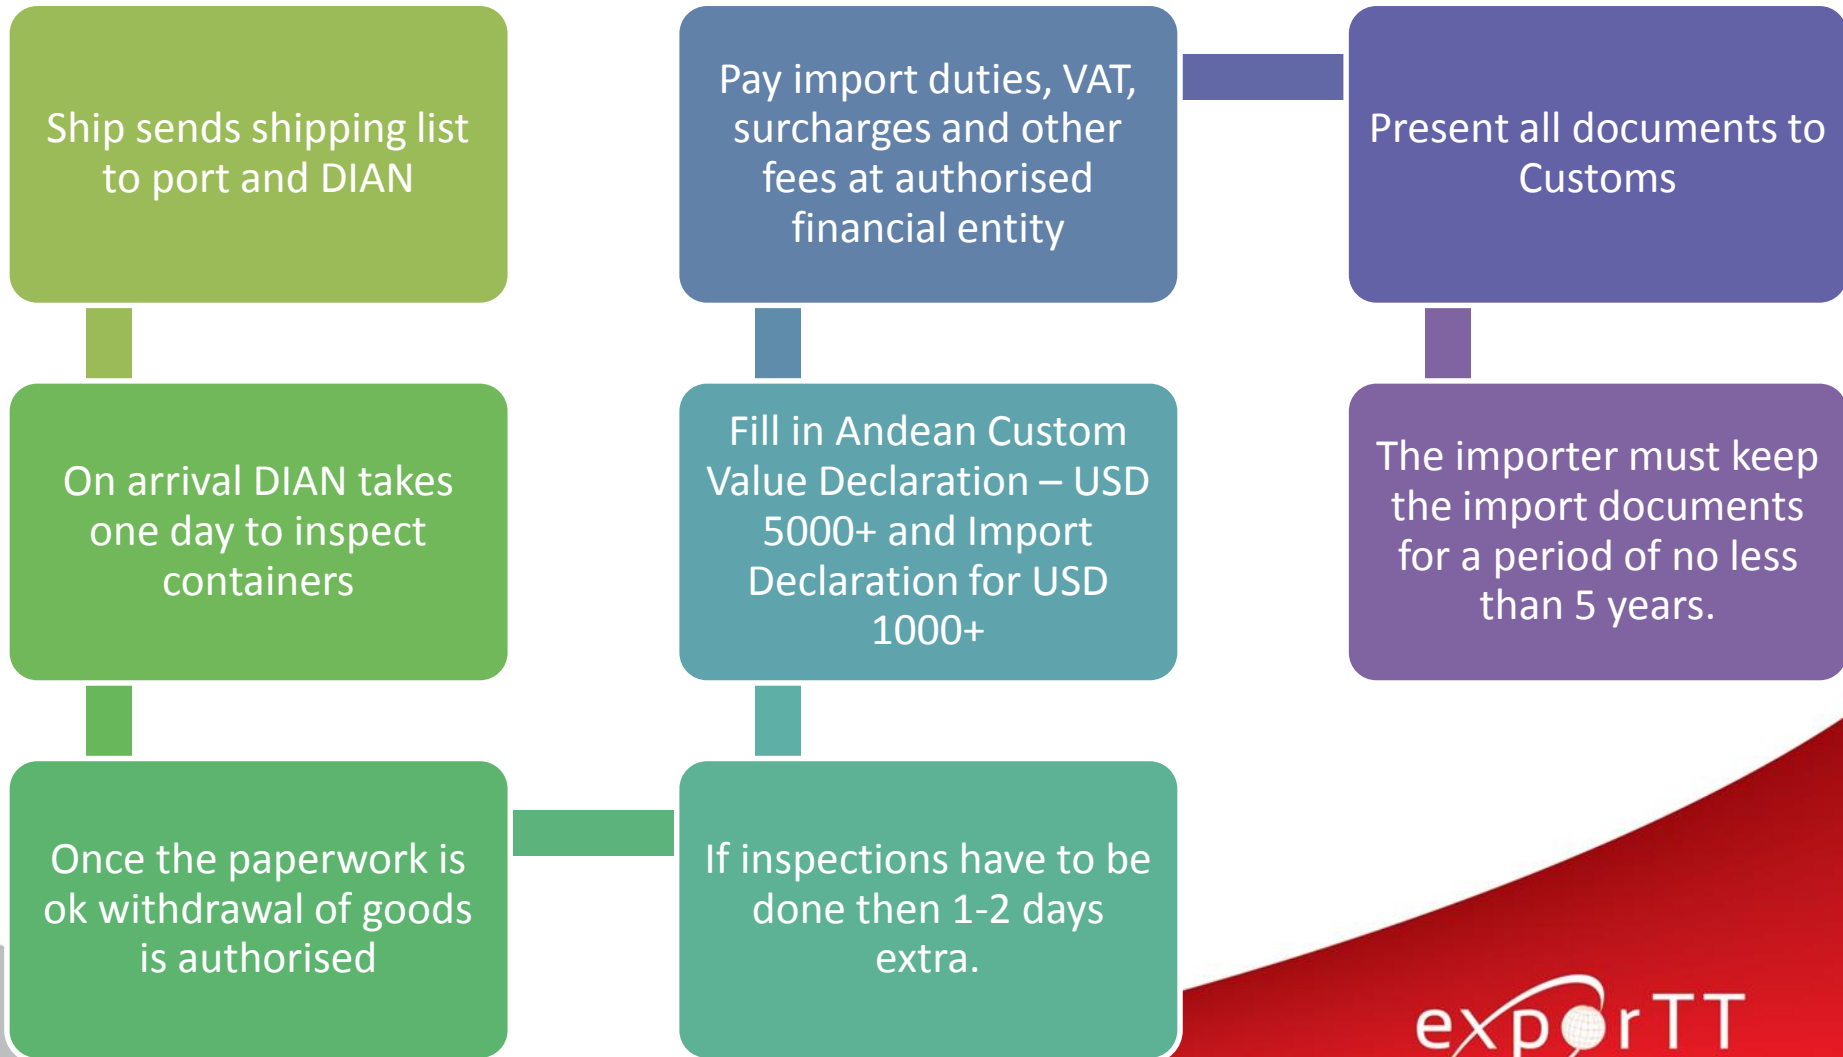 Ship sends shipping list
to port and DIAN
On arrival DIAN takes
one day to inspect
containers
Once the paperwork is
ok withdrawal of goods
is authorised
If inspections have to be
done then 1-2 days
extra.
Fill in Andean Custom
Value Declaration – USD
5000+ and Import
Declaration for USD
1000+
Pay import duties, VAT,
surcharges and other
fees at authorised
financial entity
Present all documents to
Customs
The importer must keep
the import documents
for a period of no less
than 5 years.
exporTT